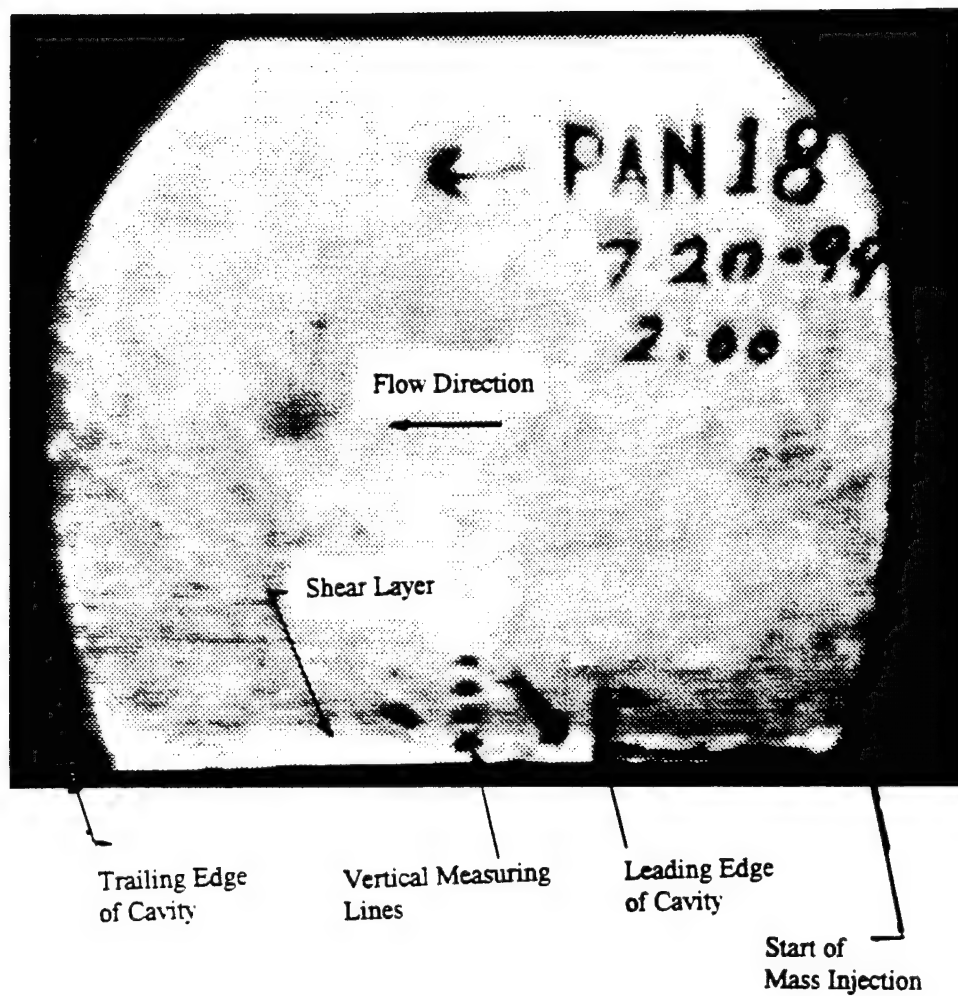 PAN 18
7 20-99
2.00
Flow Direction
Shear Layer
Trailing Edge
of Cavity
Vertical Measuring
Lines
Leading Edge
of Cavity
Start of
Mass Injection